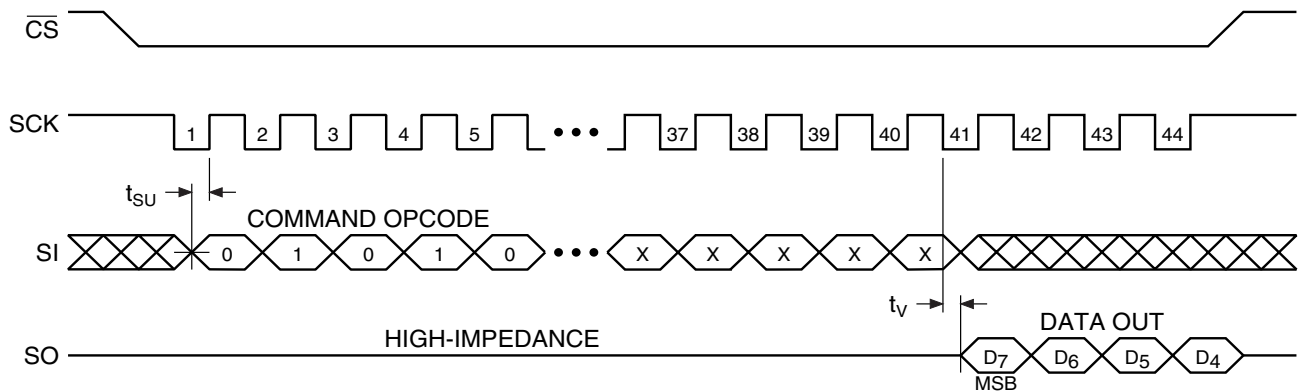 CS
SCK 1 2 3 4 5 ••• 37 38 39 40 41 42 43 44
tSU
COMMAND OPCODE
SI 0 1 0 1 0 ••• X X X X X
tV
HIGH-IMPEDANCE
DATA OUT
SO D7 D6 D5 D4
MSB